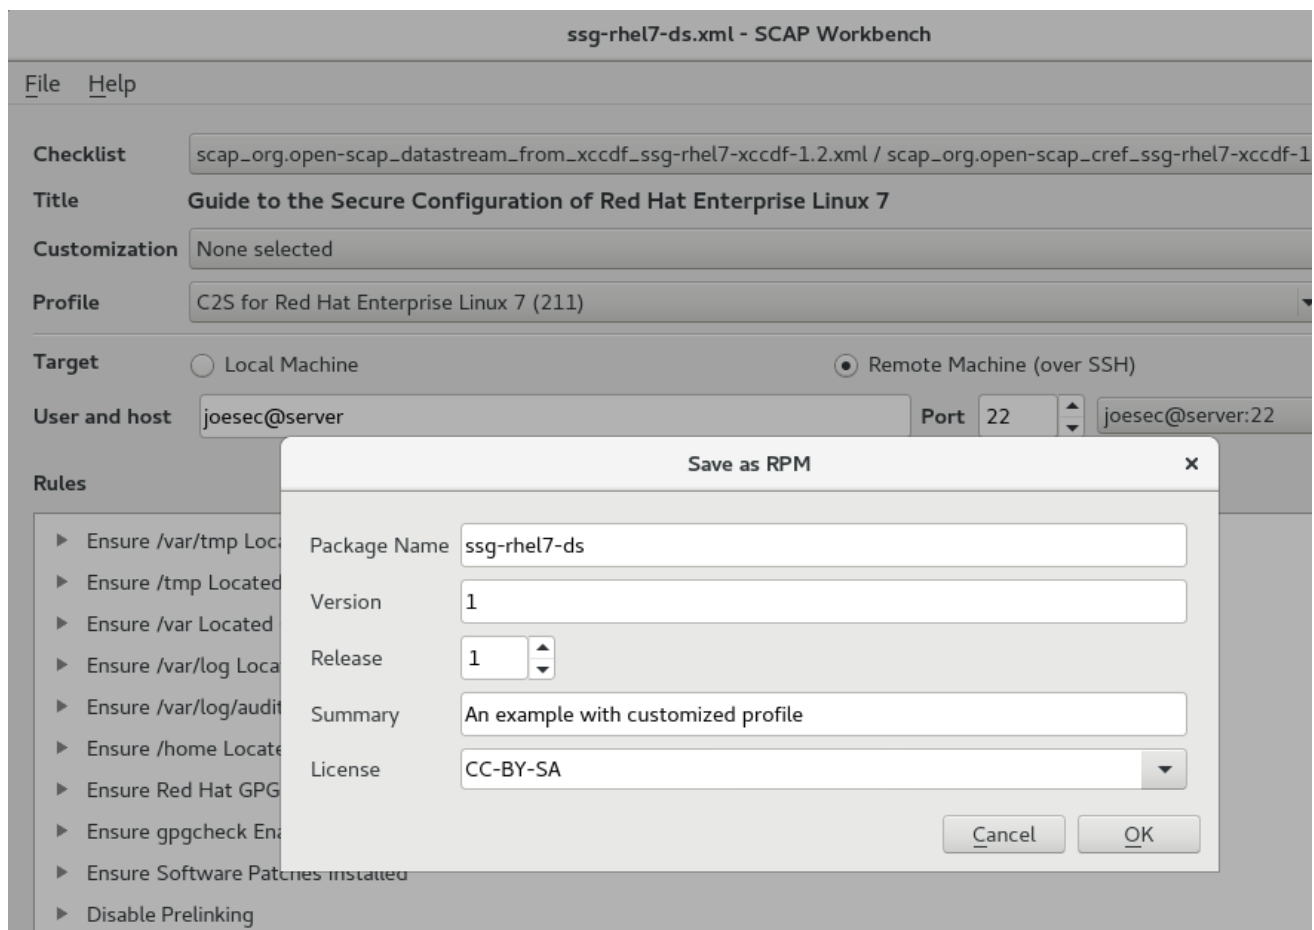 ssg-rhel7-ds.xml - SCAP Workbench
File Help
Checklist scap_org.open-scap_datastream_from_xccdf_ssg-rhel7-xccdf-1.2.xml / scap_org.open-scap_cref_ssg-rhel7-xccdf-1
Title Guide to the Secure Configuration of Red Hat Enterprise Linux 7
Customization None selected
Profile C2S for Red Hat Enterprise Linux 7 (211)
Target Local Machine Remote Machine (over SSH)
User and host joesec@server Port 22 joesec@server:22
Rules
Ensure /var/tmp Loca
Ensure /tmp Located
Ensure /var Located
Ensure /var/log Loca
Ensure /var/log/audit
Ensure /home Locate
Ensure Red Hat GPG
Ensure gpgcheck Ena
Ensure Software Patches Installed
Disable Prelinking
Save as RPM
Package Name ssg-rhel7-ds
Version 1
Release 1
Summary An example with customized profile
License CC-BY-SA
Cancel OK